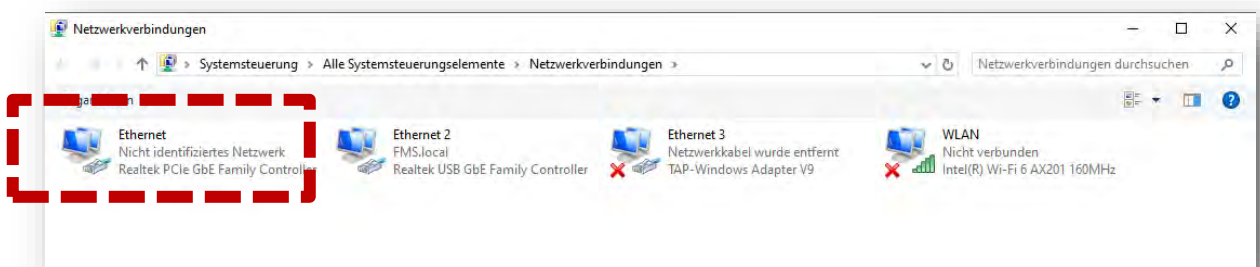 Netzwerkverbindungen
Systemsteuerung > Alle Systemsteuerungselemente > Netzwerkverbindungen >
Netzwerkverbindungen durchsuchen
Ethernet
Nicht identifiziertes Netzwerk
Realtek PCIe GbE Family Controller
Ethernet 2
FMS.local
Realtek USB GbE Family Controller
Ethernet 3
Netzwerkkabel wurde entfernt
TAP-Windows Adapter V9
WLAN
Nicht verbunden
Intel(R) Wi-Fi 6 AX201 160MHz